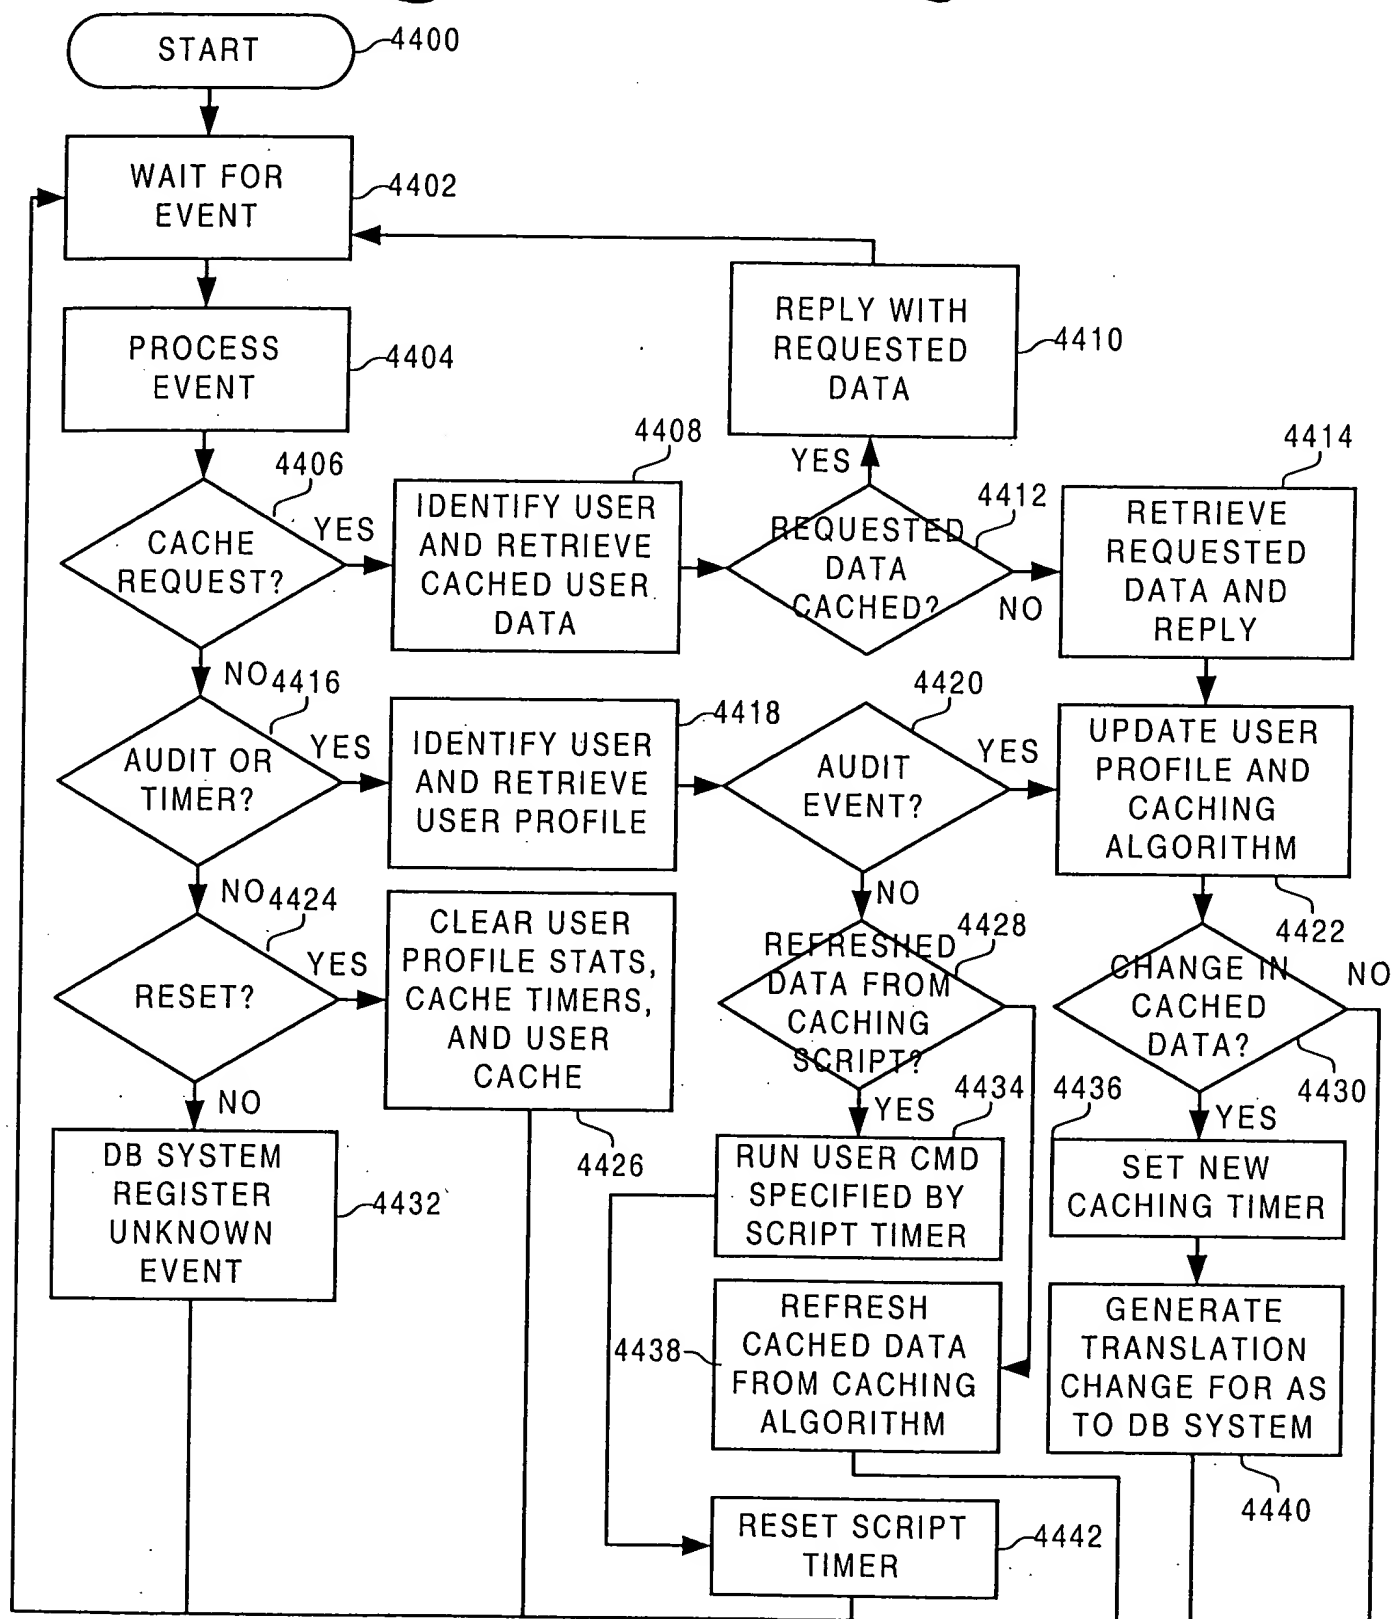 START
4400
WAIT FOR
EVENT
4402
PROCESS
EVENT
4404
REPLY WITH
REQUESTED
DATA
4410
CACHE
REQUEST?
4406
YES
NO
IDENTIFY USER
AND RETRIEVE
CACHED USER
DATA
4408
REQUESTED
DATA
CACHED?
4412
YES
NO
RETRIEVE
REQUESTED
DATA AND
REPLY
4414
AUDIT OR
TIMER?
4416
YES
NO
IDENTIFY USER
AND RETRIEVE
USER PROFILE
4418
AUDIT
EVENT?
4420
YES
NO
UPDATE USER
PROFILE AND
CACHING
ALGORITHM
4422
RESET?
4424
YES
NO
CLEAR USER
PROFILE STATS,
CACHE TIMERS,
AND USER
CACHE
4426
REFRESHED
DATA FROM
CACHING
SCRIPT?
4428
YES
CHANGE IN
CACHED
DATA?
4430
NO
YES
DB SYSTEM
REGISTER
UNKNOWN
EVENT
4432
RUN USER CMD
SPECIFIED BY
SCRIPT TIMER
4434
SET NEW
CACHING TIMER
4436
REFRESH
CACHED DATA
FROM CACHING
ALGORITHM
4438
GENERATE
TRANSLATION
CHANGE FOR AS
TO DB SYSTEM
4440
RESET SCRIPT
TIMER
4442